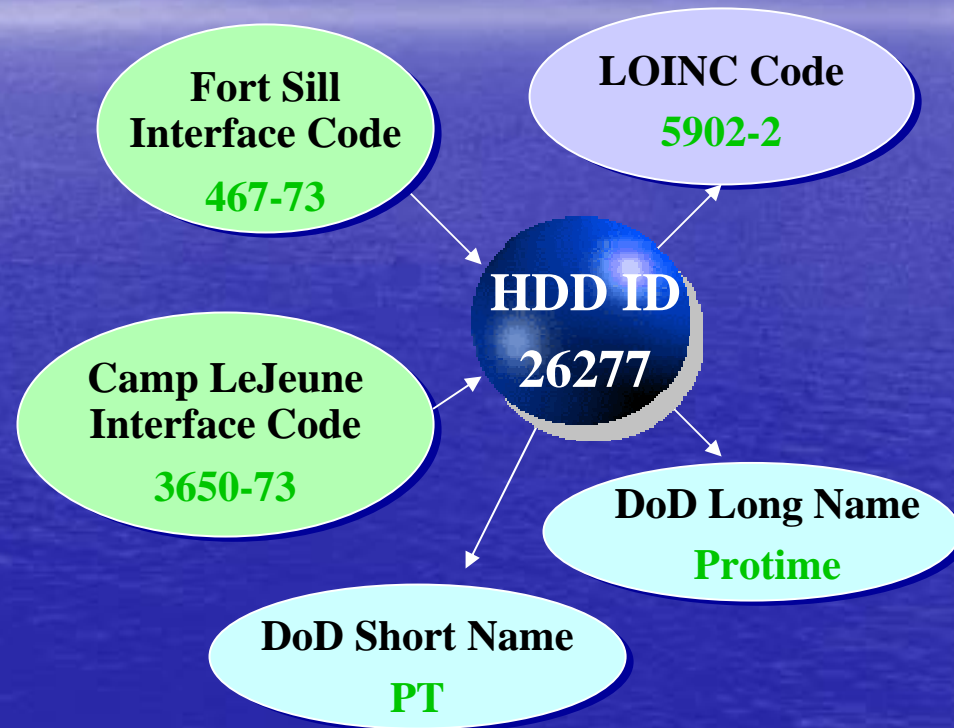 Fort Sill
Interface Code
467-73
LOINC Code
5902-2
HDD ID
26277
Camp LeJeune
Interface Code
3650-73
DoD Long Name
Protime
DoD Short Name
PT